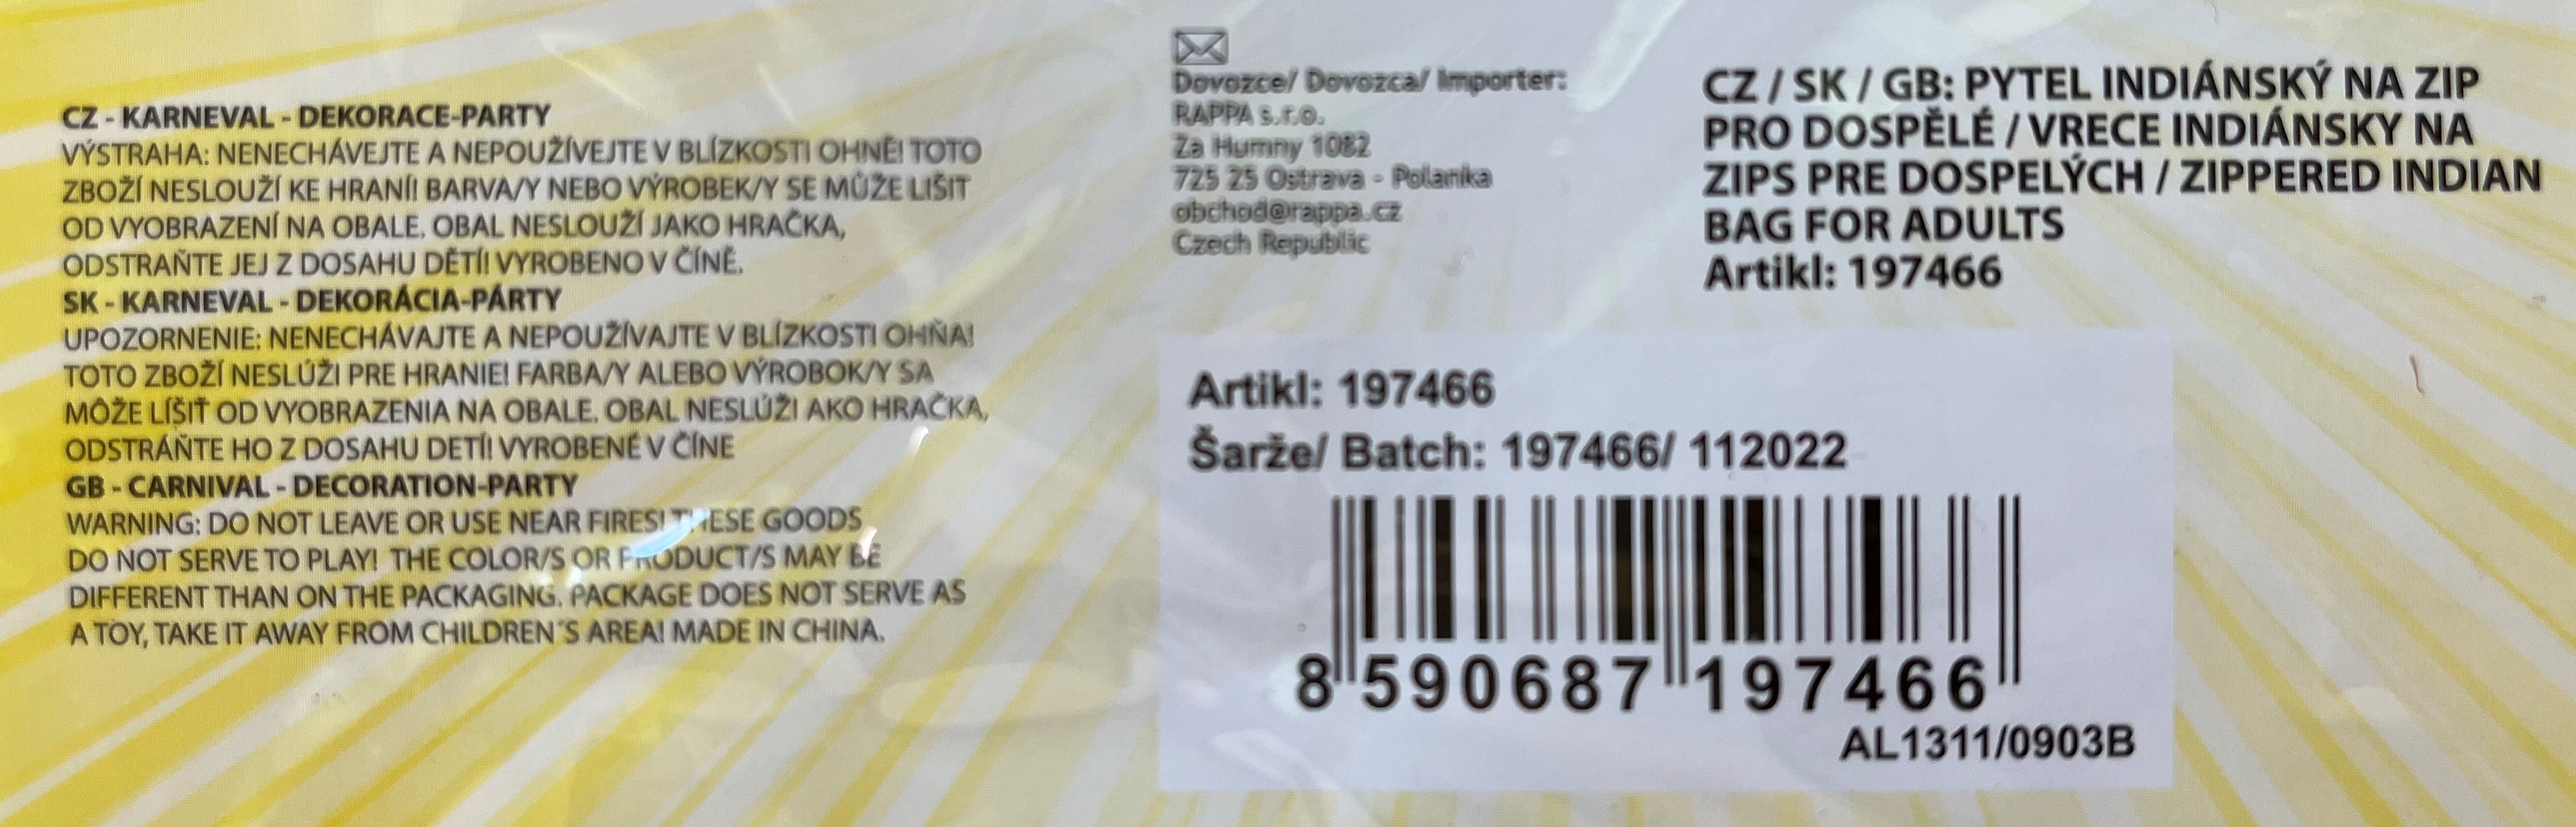 CZ - KARNEVAL - DEKORACE-PARTY
VÝSTRAHA: NENECHÁVEJTE A NEPOUŽÍVEJTE V BLÍZKOSTI OHNĚ! TOTO
ZBOŽÍ NESLOUŽÍ KE HRANÍ! BARVA/Y NEBO VÝROBEK/Y SE MŮŽE LIŠIT
OD VYOBRAZENÍ NA OBALE. OBAL NESLOUŽÍ JAKO HRAČKA,
ODSTRAŇTE JEJ Z DOSAHU DĚTÍ! VYROBENO V ČÍNĚ.
SK - KARNEVAL - DEKORÁCIA-PÁRTY
UPOZORNENIE: NENECHÁVAJTE A NEPOUŽÍVAJTE V BLÍZKOSTI OHŇA!
TOTO ZBOŽÍ NESLÚŽI PRE HRANIE! FARBA/Y ALEBO VÝROBOK/Y SA
MÔŽE LÍŠIŤ OD VYOBRAZENIA NA OBALE. OBAL NESLÚŽI AKO HRAČKA,
ODSTRÁŇTE HO Z DOSAHU DETÍ! VYROBENÉ V ČÍNE
GB - CARNIVAL - DECORATION-PARTY
WARNING: DO NOT LEAVE OR USE NEAR FIRES! THESE GOODS
DO NOT SERVE TO PLAY! THE COLOR/S OR PRODUCT/S MAY BE
DIFFERENT THAN ON THE PACKAGING. PACKAGE DOES NOT SERVE AS
A TOY, TAKE IT AWAY FROM CHILDREN´S AREA! MADE IN CHINA.
Dovozce/ Dovozca/ Importer:
RAPPA s.r.o.
Za Humny 1082
725 25 Ostrava - Polanka
obchod@rappa.cz
Czech Republic
CZ / SK / GB: PYTEL INDIÁNSKÝ NA ZIP
PRO DOSPĚLÉ / VRECE INDIÁNSKY NA
ZIPS PRE DOSPELÝCH / ZIPPERED INDIAN
BAG FOR ADULTS
Artikl: 197466
Artikl: 197466
Šarže/ Batch: 197466/ 112022
8 590687 197466
AL1311/0903B